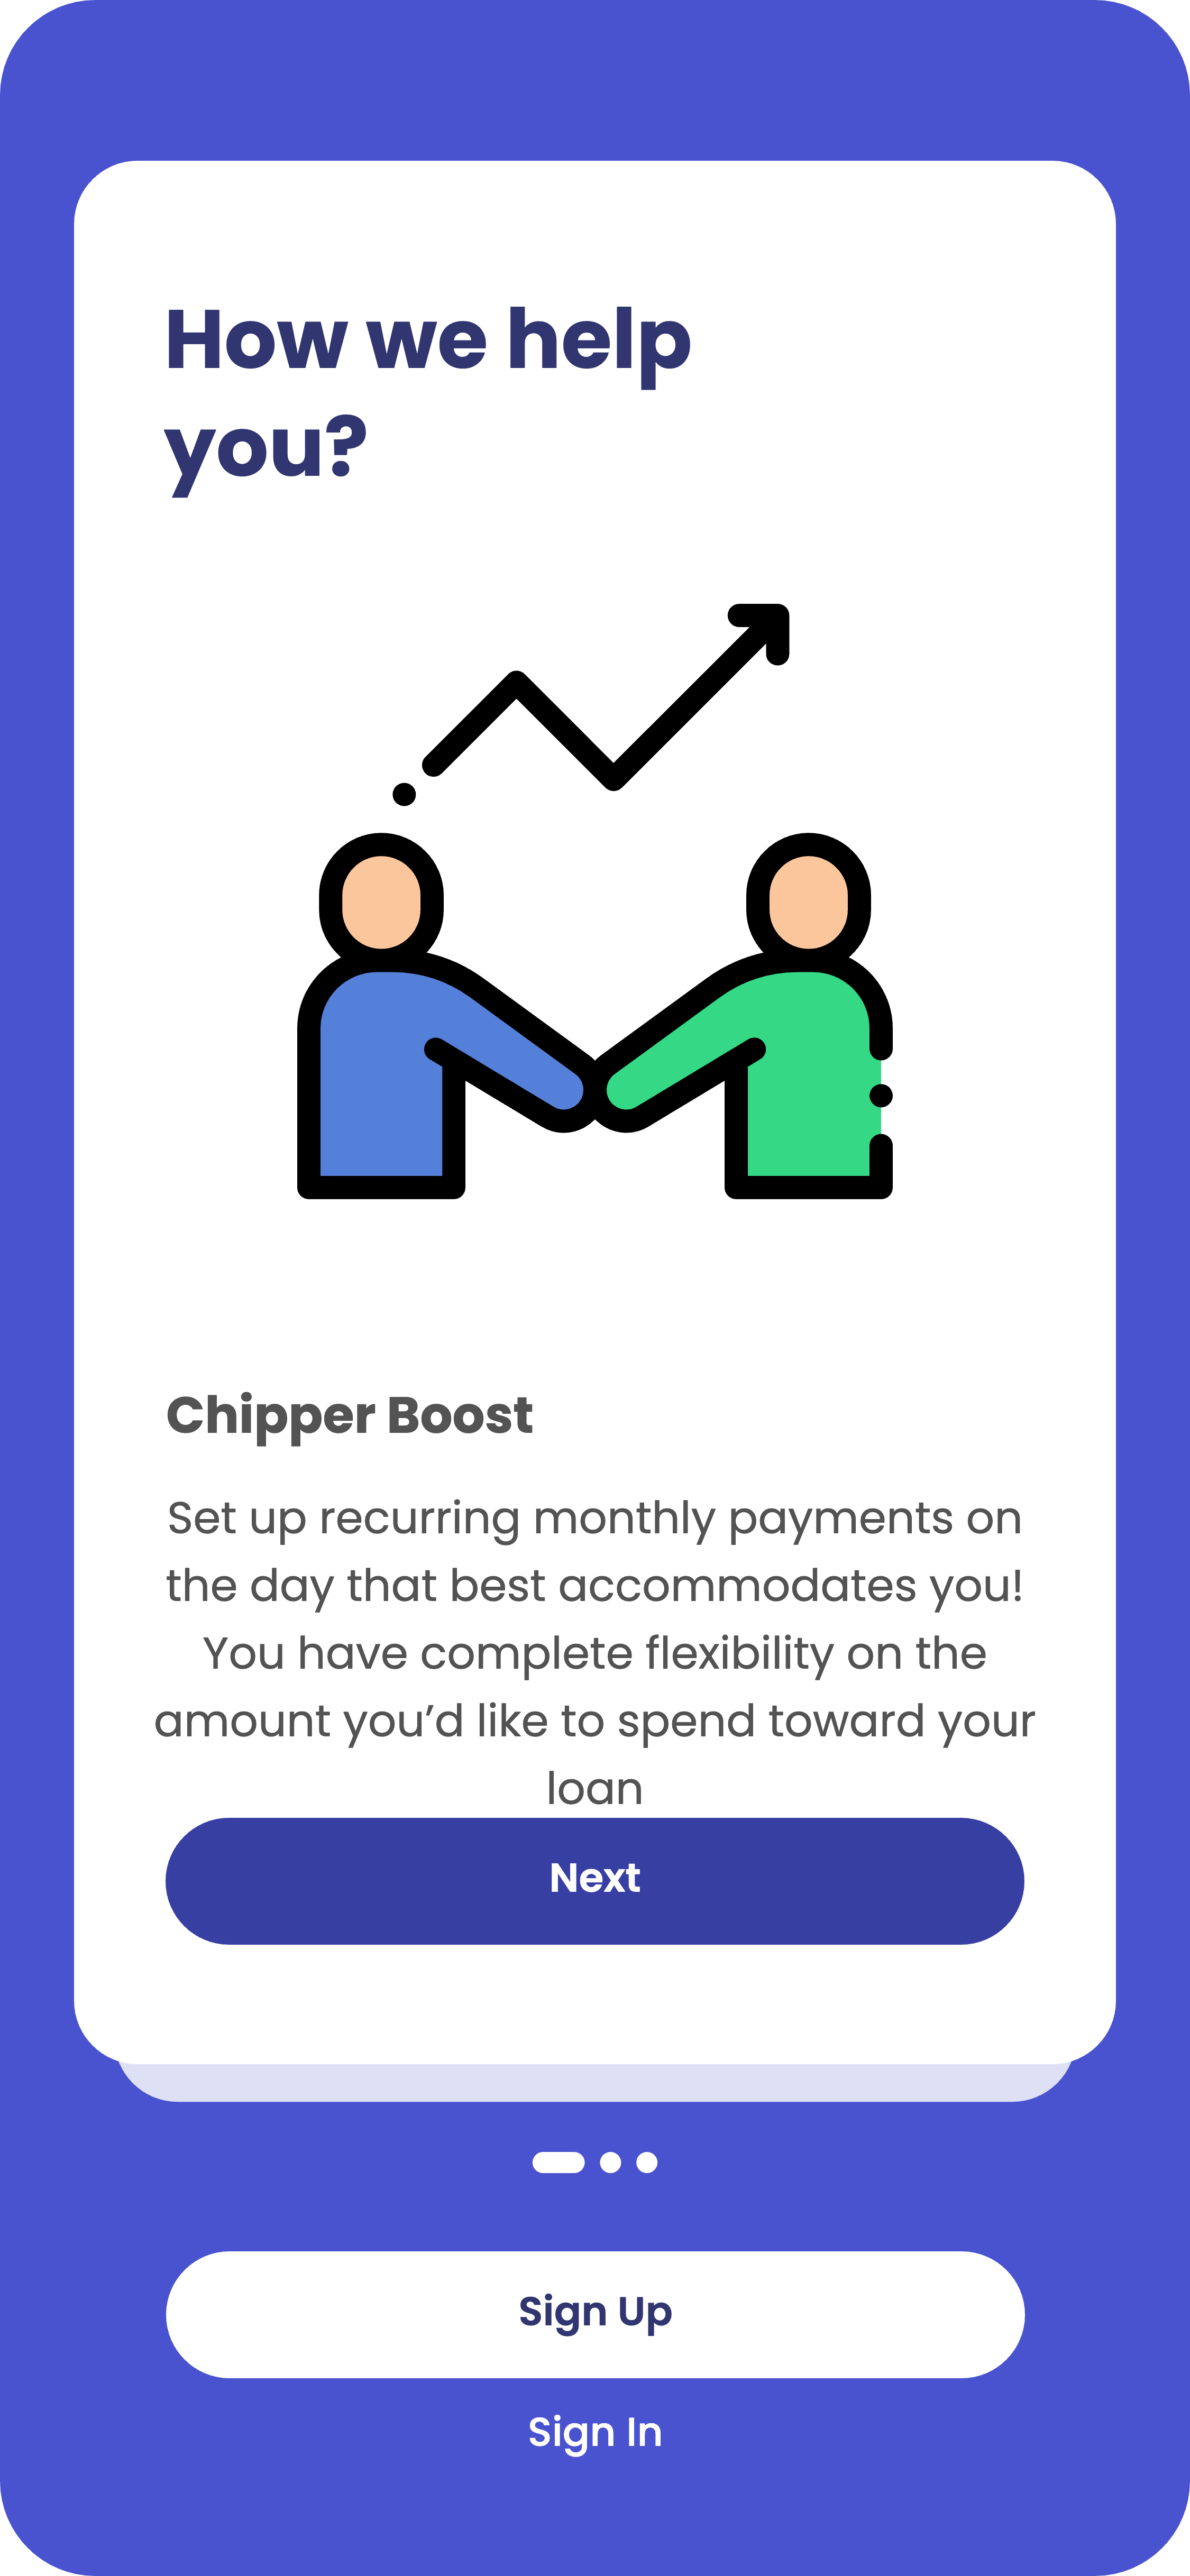 How we help
you?
Chipper Boost
Set up recurring monthly payments on
the day that best accommodates you!
You have complete flexibility on the
amount you’d like to spend toward your
loan
Next
Sign Up
Sign In